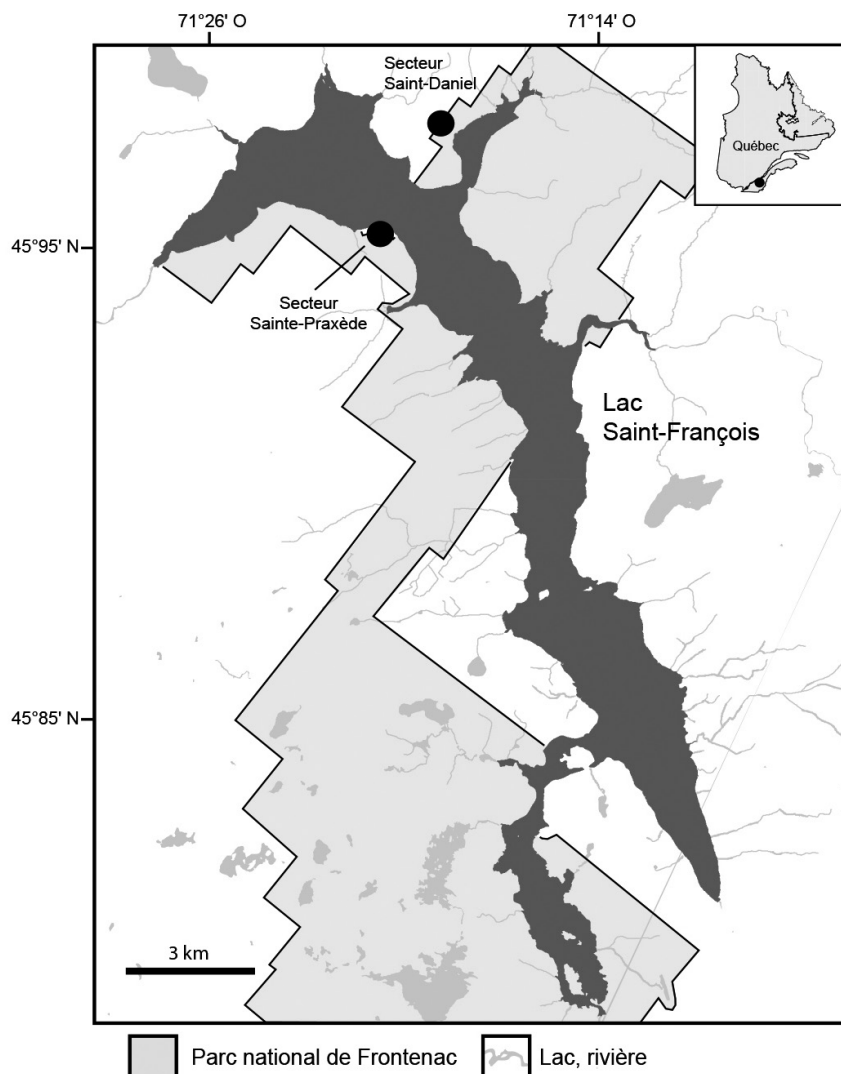 71°26' O
71°14' O
Secteur
Saint-Daniel
Québec
45°95' N
Secteur
Sainte-Praxède
Lac
Saint-François
45°85' N
3 km
Parc national de Frontenac
Lac, rivière